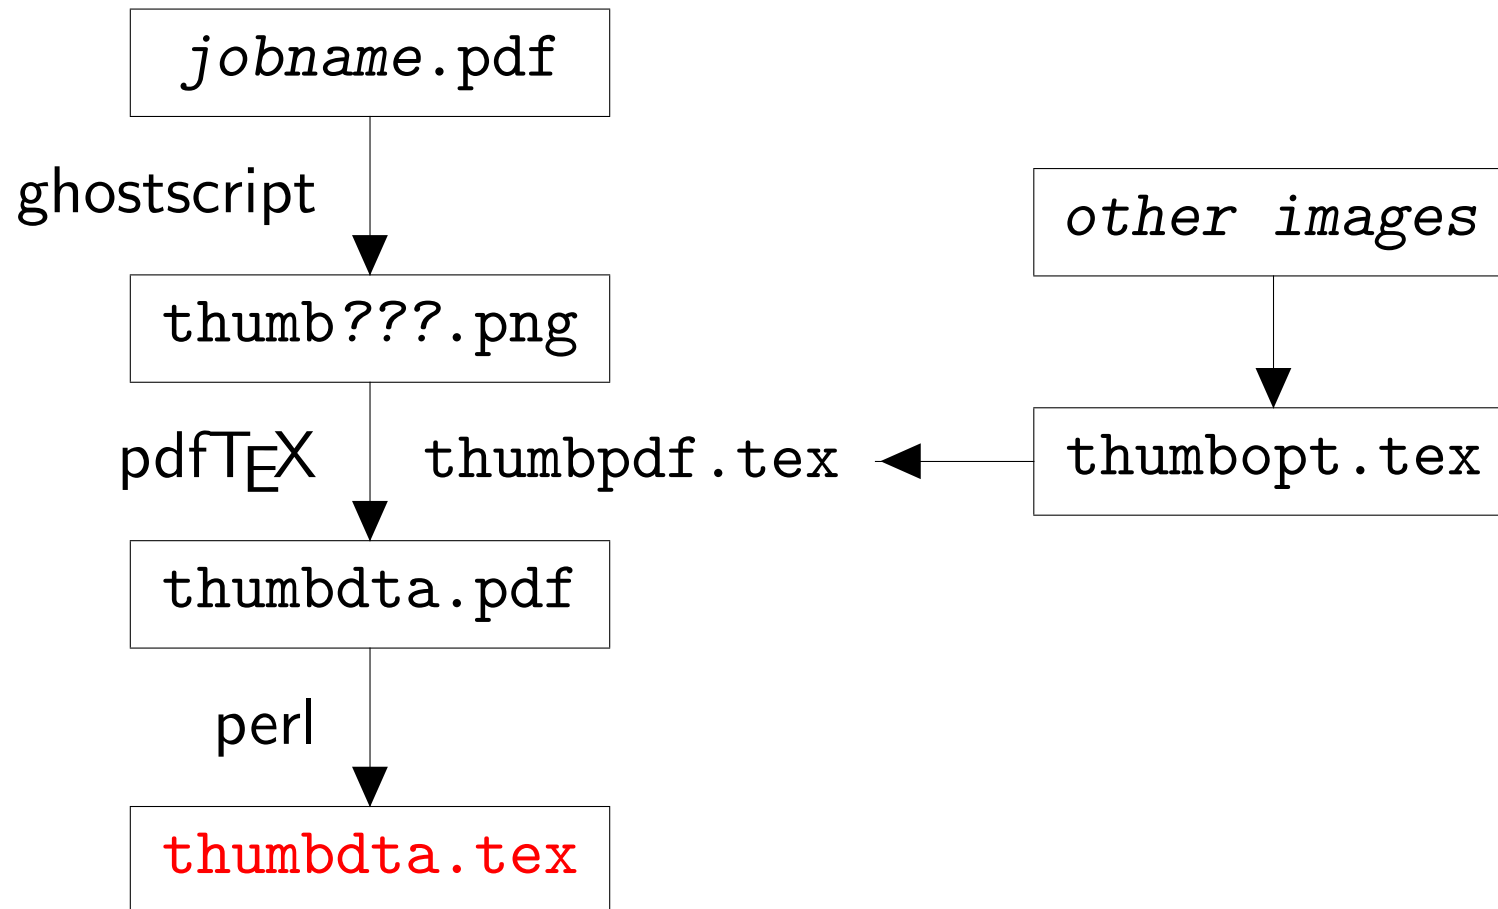 jobname.pdf
ghostscript
other images
thumb???.png
pdfTEX
thumbpdf.tex
thumbopt.tex
thumbdta.pdf
perl
thumbdta.tex